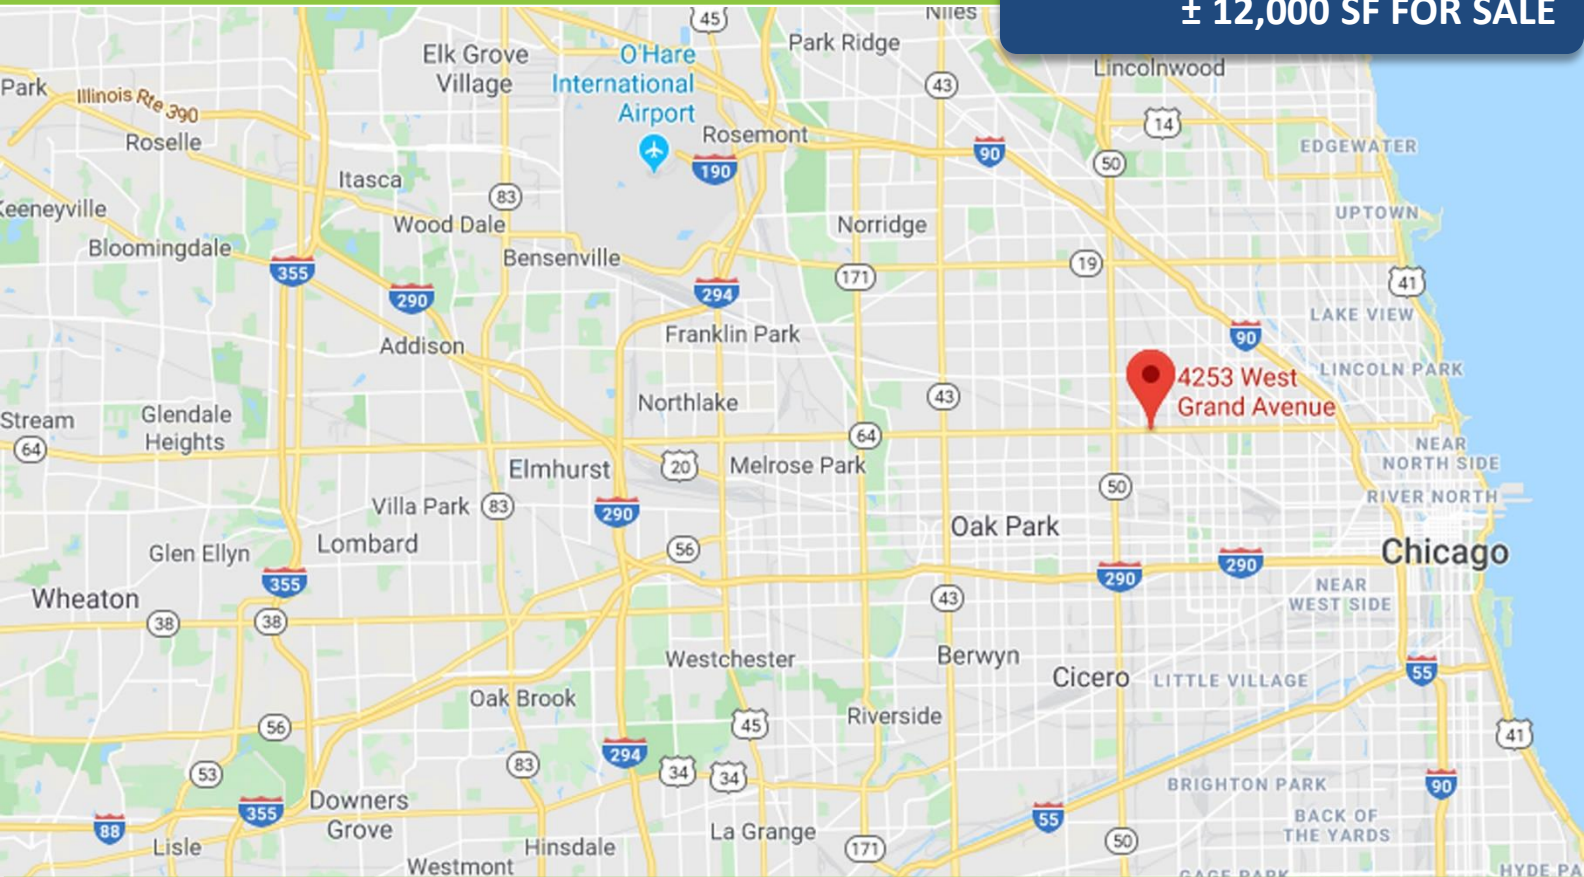 ± 12,000 SF FOR SALE
45
Niles
Park Ridge
Elk Grove
Village
O'Hare
International
Airport
43
Lincolnwood
Park
Illinois Rte 390
14
Roselle
Rosemont
EDGEWATER
90
50
190
Itasca
83
Keeneyville
Wood Dale
Norridge
UPTOWN
Bloomingdale
Bensenville
355
171
19
41
290
294
LAKE VIEW
Franklin Park
90
Addison
LINCOLN PARK
4253 West
Grand Avenue
Northlake
43
Stream
Glendale
Heights
64
64
NEAR
NORTH SIDE
Elmhurst
20
Melrose Park
50
RIVER NORTH
Villa Park
83
290
Oak Park
Lombard
56
Glen Ellyn
Chicago
355
290
290
Wheaton
43
NEAR
WEST SIDE
38
38
Westchester
Berwyn
Cicero
LITTLE VILLAGE
55
Oak Brook
Riverside
56
45
41
294
83
53
34
34
BRIGHTON PARK
90
Downers
Grove
355
88
55
BACK OF
THE YARDS
La Grange
Lisle
Hinsdale
171
50
Westmont
GAGE PARK
HYDE PA